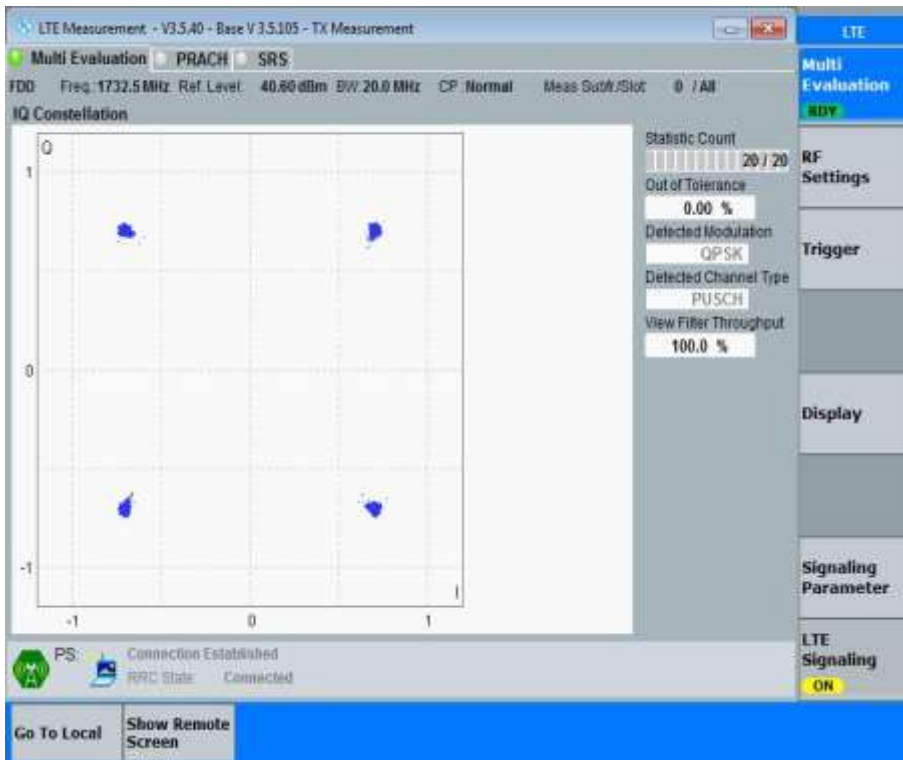 LTE Measurement - V3.5.40 - Base V 3.5.105 - TX Measurement
LTE
Multi Evaluation PRACH SRS
FDD Freq.:1732.5 MHz Ref. Level: 40.60 dBm BW: 20.0 MHz CP: Normal Meas Subfr./Slot: 0 / All
IQ Constellation
Q
1
0
-1
-1 0 1
I
Statistic Count
20 / 20
Out of Tolerance
0.00 %
Detected Modulation
QPSK
Detected Channel Type
PUSCH
View Filter Throughput
100.0 %
Multi
Evaluation
RDY
RF
Settings
Trigger
Display
Signaling
Parameter
LTE
Signaling
ON
PS:
Connection Established
RRC State: Connected
Go To Local
Show Remote
Screen